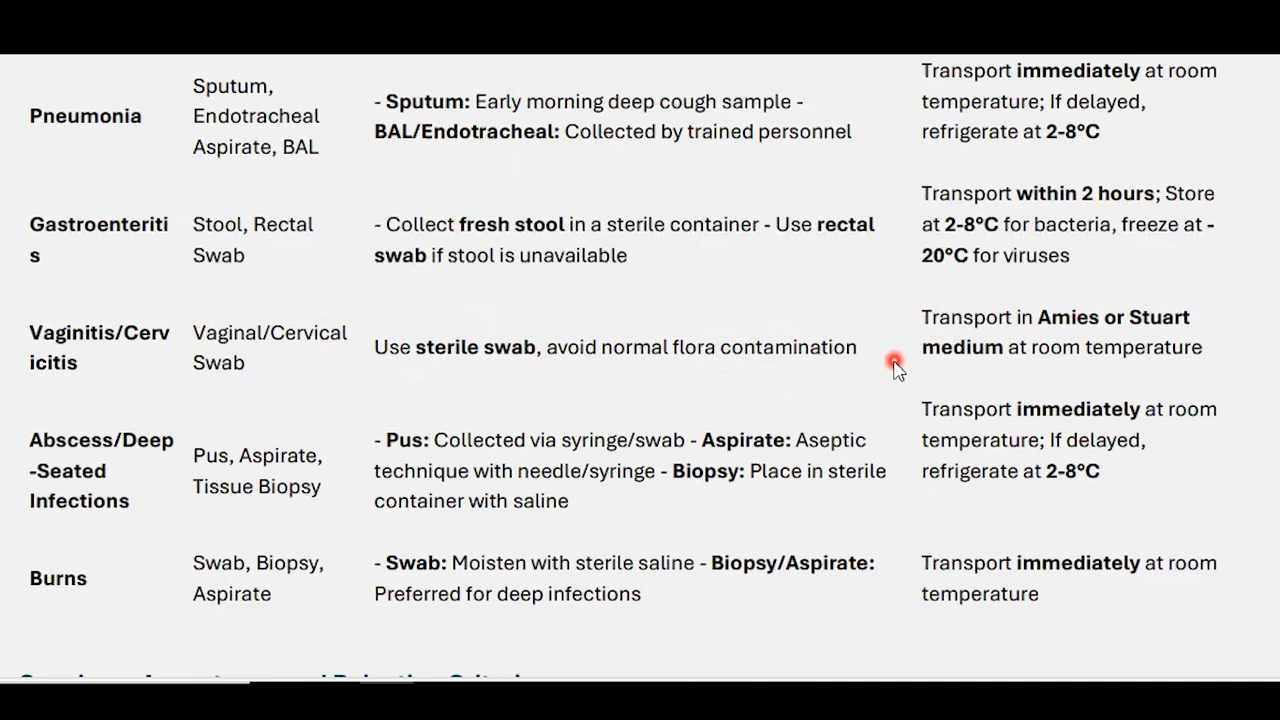 Pneumonia
Sputum,
Endotracheal
Aspirate, BAL
- Sputum: Early morning deep cough sample -
BAL/Endotracheal: Collected by trained personnel
Transport immediately at room
temperature; If delayed,
refrigerate at 2-8°C
Gastroenteriti
s
Stool, Rectal
Swab
- Collect fresh stool in a sterile container - Use rectal
swab if stool is unavailable
Transport within 2 hours; Store
at 2-8°C for bacteria, freeze at -
20°C for viruses
Vaginitis/Cerv
icitis
Vaginal/Cervical
Swab
Use sterile swab, avoid normal flora contamination
Transport in Amies or Stuart
medium at room temperature
Abscess/Deep
-Seated
Infections
Pus, Aspirate,
Tissue Biopsy
- Pus: Collected via syringe/swab - Aspirate: Aseptic
technique with needle/syringe - Biopsy: Place in sterile
container with saline
Transport immediately at room
temperature; If delayed,
refrigerate at 2-8°C
Burns
Swab, Biopsy,
Aspirate
- Swab: Moisten with sterile saline - Biopsy/Aspirate:
Preferred for deep infections
Transport immediately at room
temperature